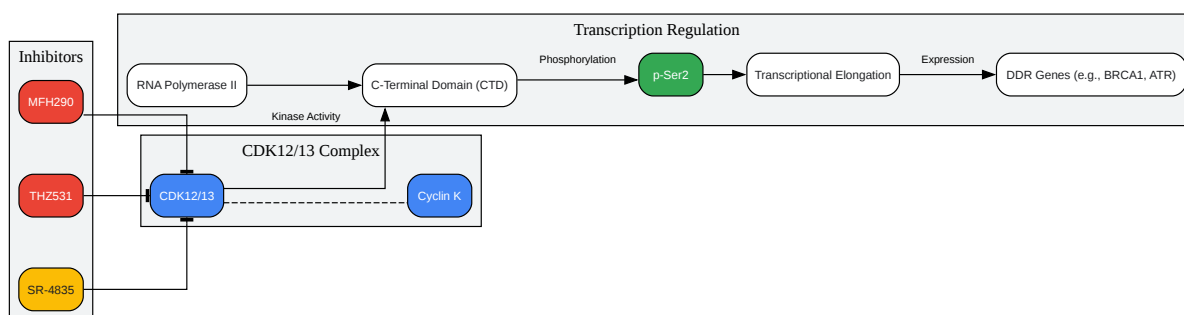 Transcription Regulation
Inhibitors
Phosphorylation
Expression
RNA Polymerase II
C-Terminal Domain (CTD)
p-Ser2
Transcriptional Elongation
DDR Genes (e.g., BRCA1, ATR)
MFH290
Kinase Activity
CDK12/13 Complex
THZ531
CDK12/13
Cyclin K
SR-4835